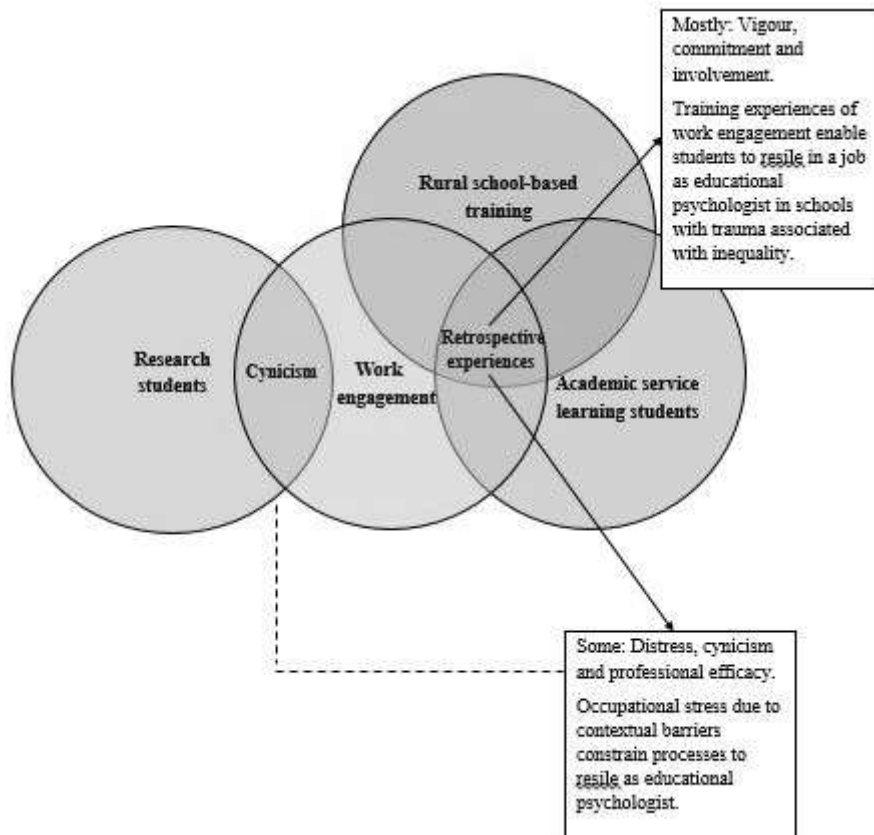 Mostly: Vigour,
commitment and
involvement.
Training experiences of
work engagement enable
students to resile in a job
as educational
psychologist in schools
with trauma associated
with inequality.
Rural school-based
training
Research
students
Cynicism
Work
engagement
Retrospective
experiences
Academic service
learning students
Some: Distress, cynicism
and professional efficacy.
Occupational stress due to
contextual barriers
constrain processes to
resile as educational
psychologist.